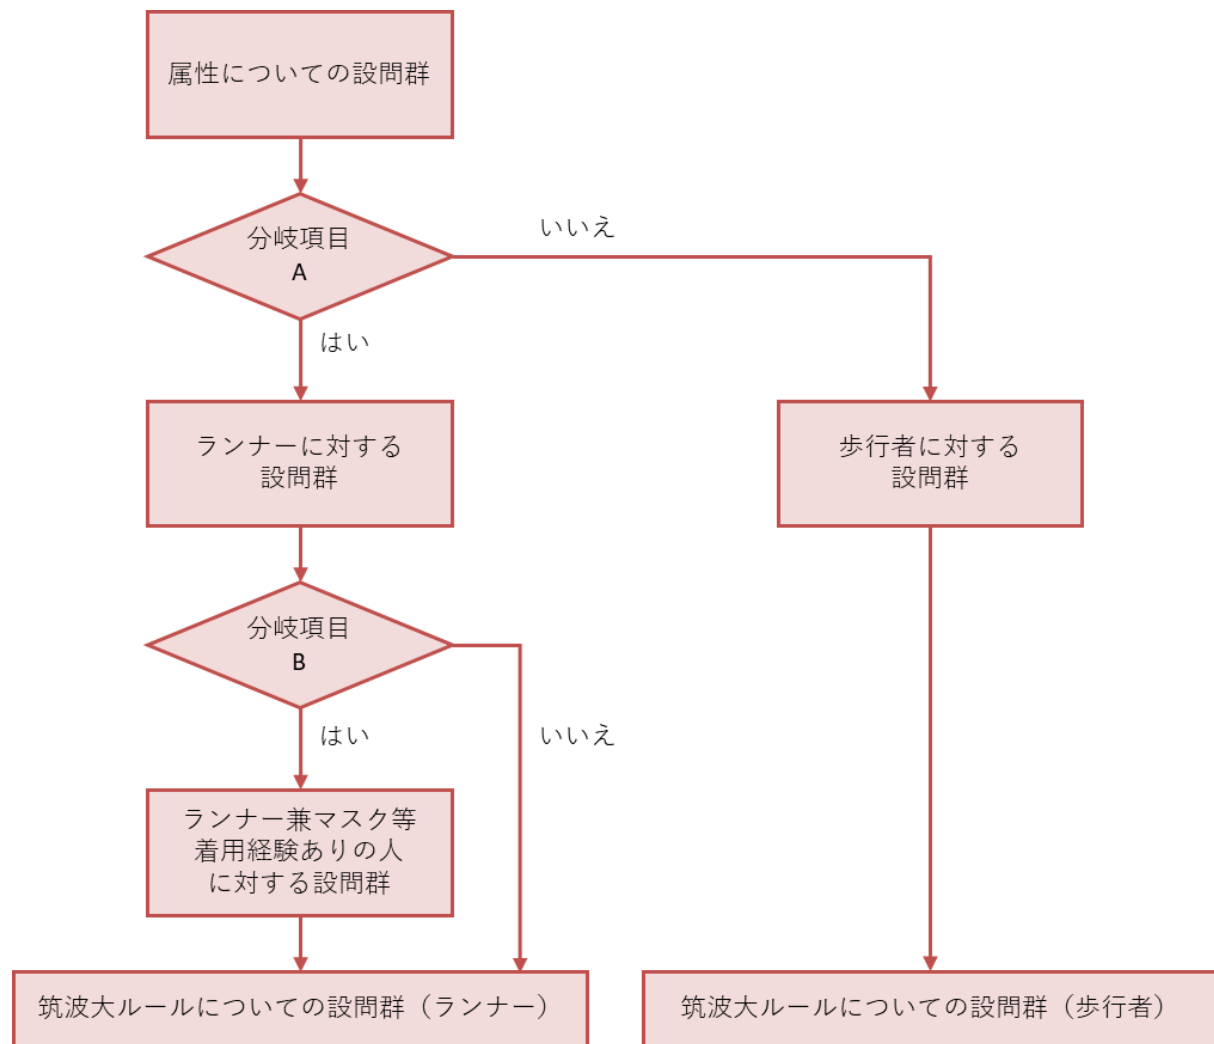 属性についての設問群
分岐項目
A
いいえ
はい
ランナーに対する
設問群
歩行者に対する
設問群
分岐項目
B
はい
いいえ
ランナー兼マスク等
着用経験ありの人
に対する設問群
筑波大ルールについての設問群（ランナー）
筑波大ルールについての設問群（歩行者）